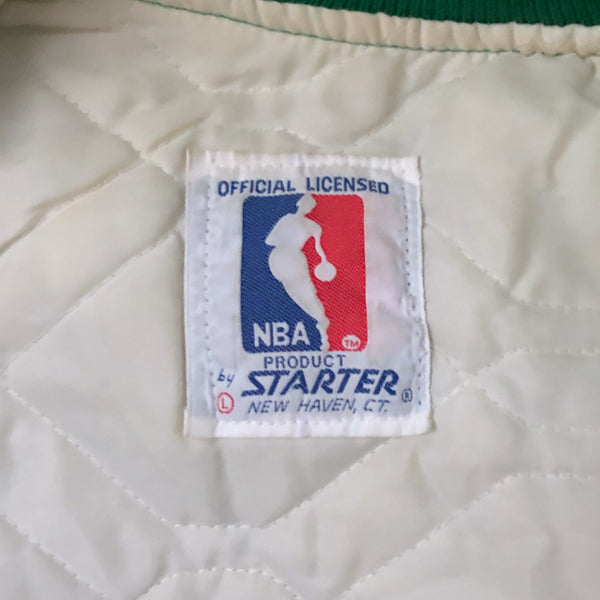 OFFICIAL LICENSED
NBA TM
PRODUCT
by STARTER ®
Ⓛ NEW HAVEN, CT.